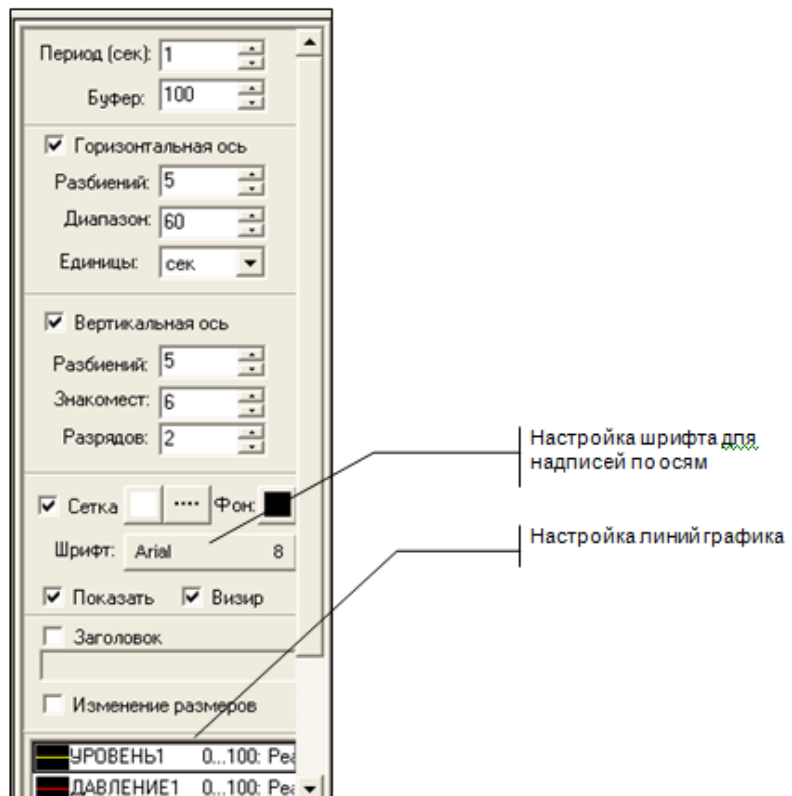 Период (сек): 1
Буфер: 100
Горизонтальная ось
Разбиений: 5
Диапазон: 60
Единицы: сек
Вертикальная ось
Разбиений: 5
Знакомест: 6
Разрядов: 2
Настройка шрифта для
надписей по осям
Сетка Фон:
Шрифт: Arial 8
Настройка линий графика
Показать Визир
Заголовок
Изменение размеров
УРОВЕНЬ1 0...100: Реа
ДАВЛЕНИЕ1 0...100: Реа